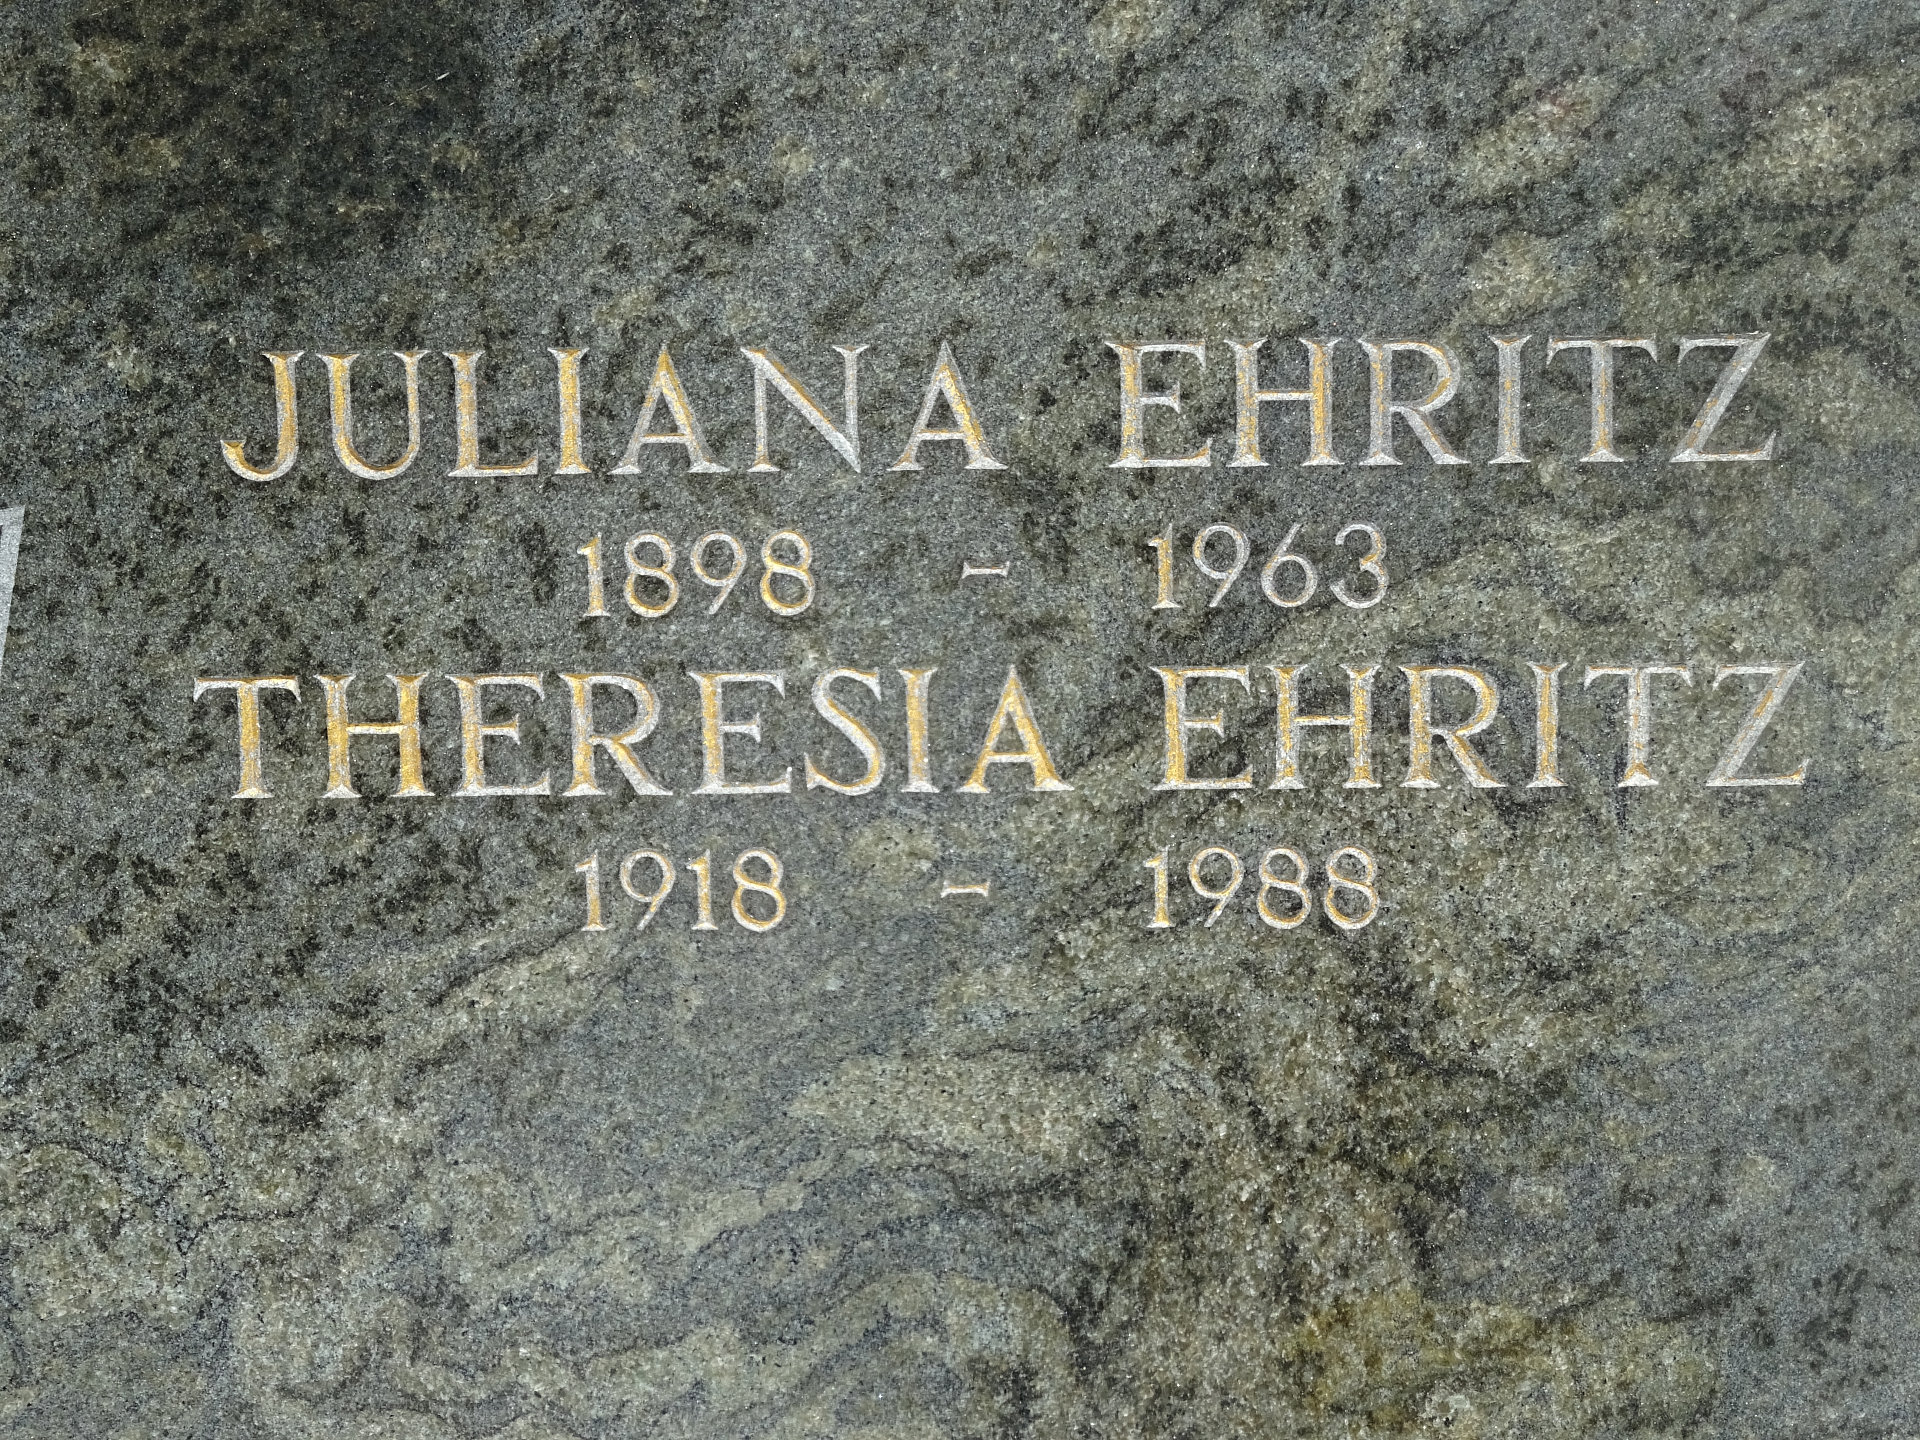 JULIANA EHRITZ
1898 - 1963
THERESIA EHRITZ
1918 - 1988